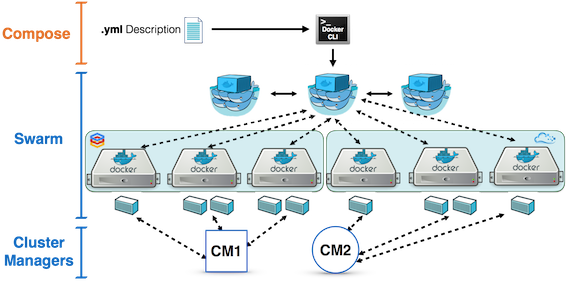 Compose
.yml Description
>_
Docker
CLI
Swarm
docker
docker
docker
docker
docker
docker
Cluster
Managers
CM1
CM2